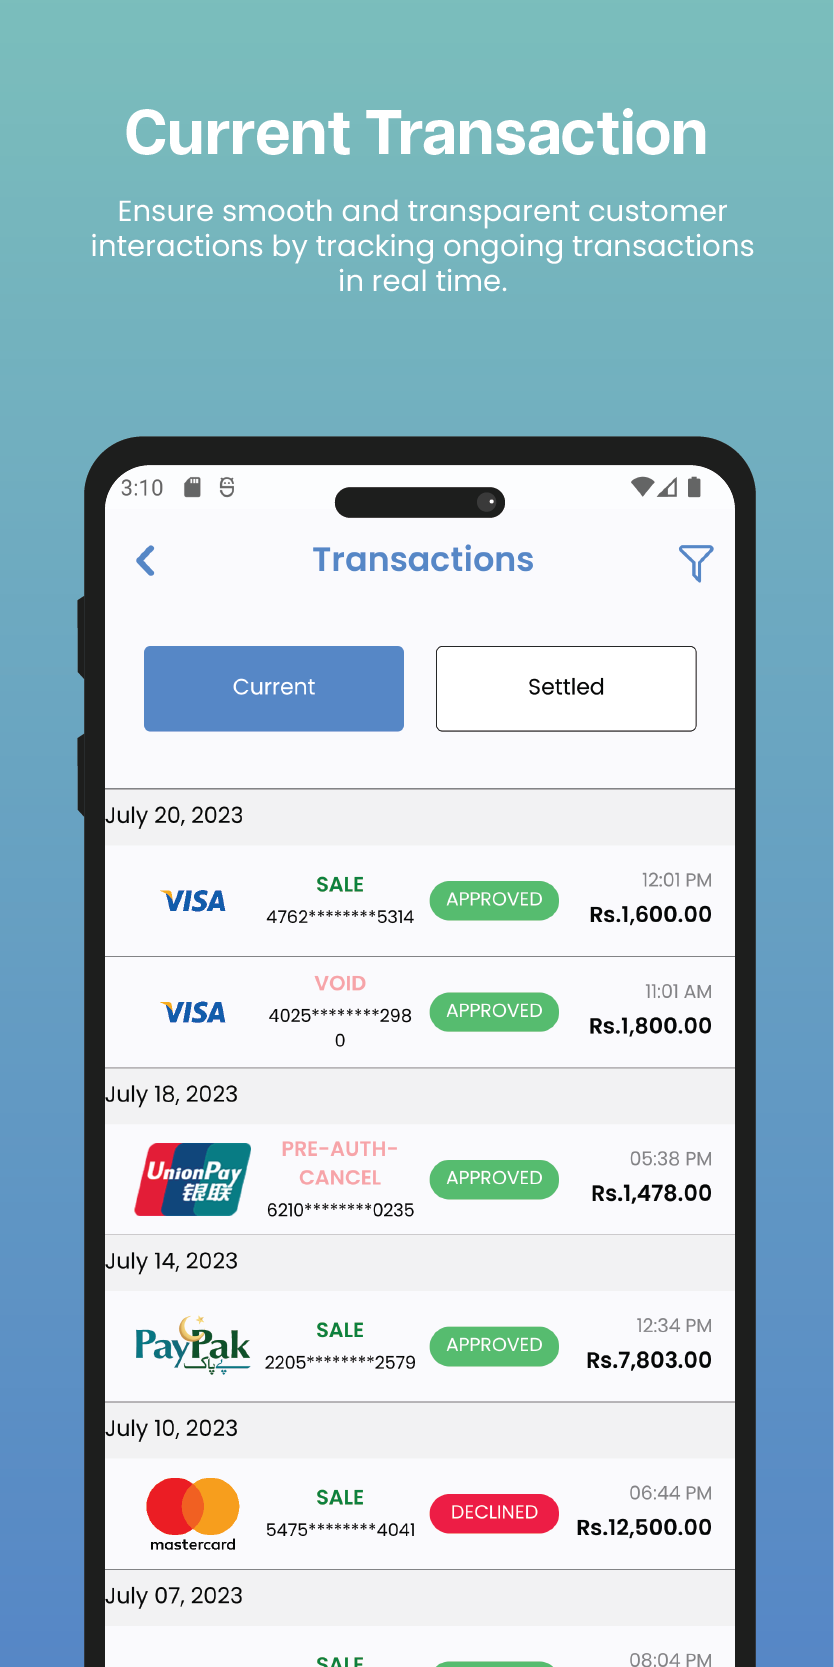 Current Transaction
Ensure smooth and transparent customer
interactions by tracking ongoing transactions
in real time.
3:10
Transactions
Current
Settled
July 20, 2023
VISA
SALE
4762********5314
APPROVED
12:01 PM
Rs.1,600.00
VISA
VOID
4025********298
0
APPROVED
11:01 AM
Rs.1,800.00
July 18, 2023
UnionPay
银联
PRE-AUTH-
CANCEL
6210********0235
APPROVED
05:38 PM
Rs.1,478.00
July 14, 2023
PayPak
پے پاک
SALE
2205********2579
APPROVED
12:34 PM
Rs.7,803.00
July 10, 2023
mastercard
SALE
5475********4041
DECLINED
06:44 PM
Rs.12,500.00
July 07, 2023
SALE
08:04 PM